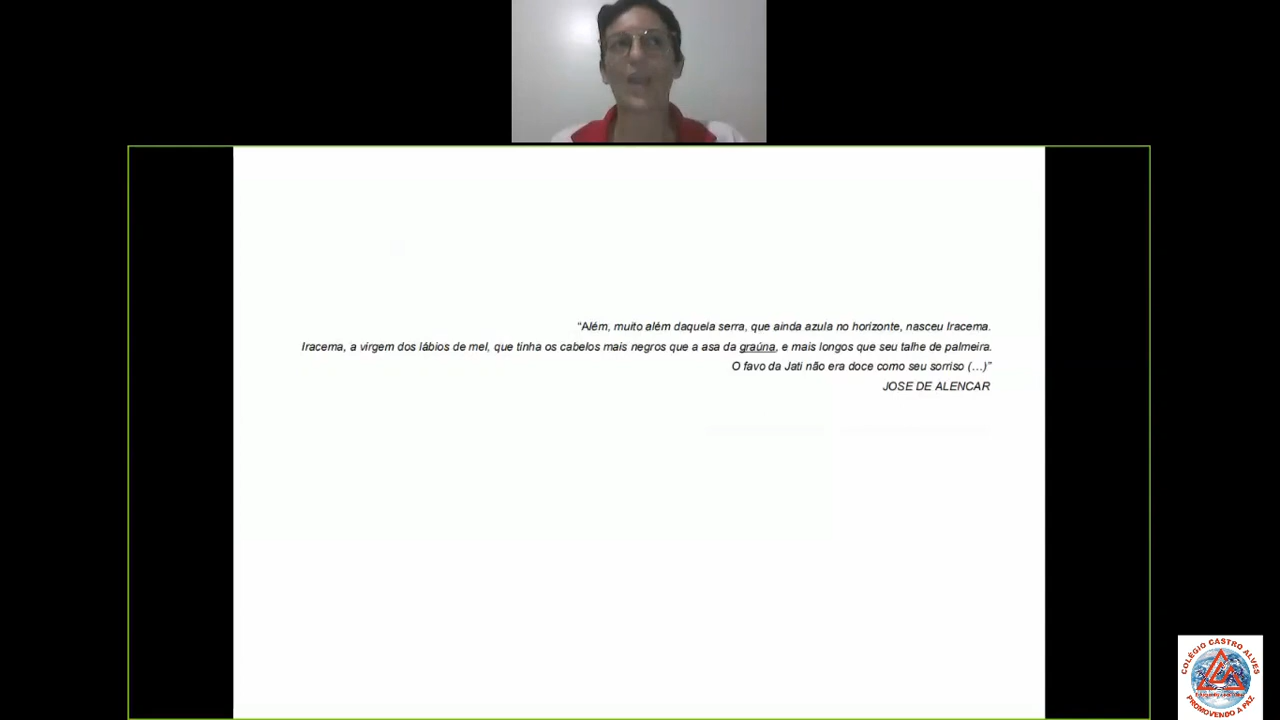 “Além, muito além daquela serra, que ainda azula no horizonte, nasceu Iracema.
Iracema, a virgem dos lábios de mel, que tinha os cabelos mais negros que a asa da graúna, e mais longos que seu talhe de palmeira.
O favo da Jati não era doce como seu sorriso (...)”
JOSE DE ALENCAR
COLÉGIO CASTRO ALVES
PROMOVENDO A PAZ